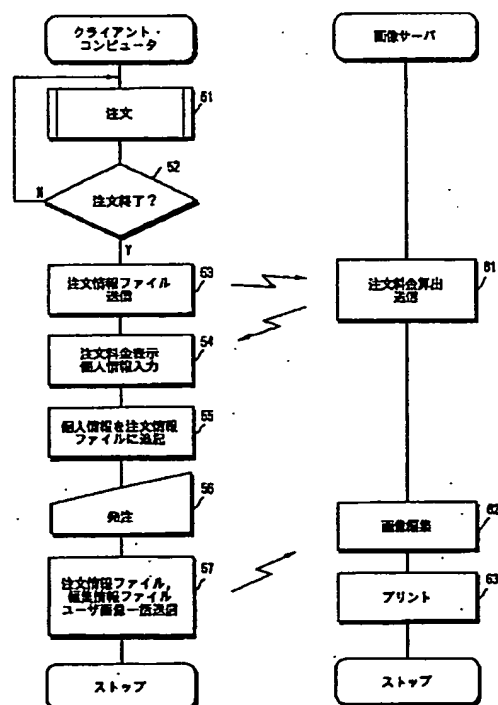 クライアント・
コンピュータ
注文
51
52
注文終了？
N
Y
注文情報ファイル
送信
53
注文料金表示
個人情報入力
54
個人情報を注文情報
ファイルに追記
55
発注
56
注文情報ファイル，
編集情報ファイル
ユーザ画像一括送信
57
ストップ
画像サーバ
注文料金算出
送信
61
画像編集
62
プリント
63
ストップ